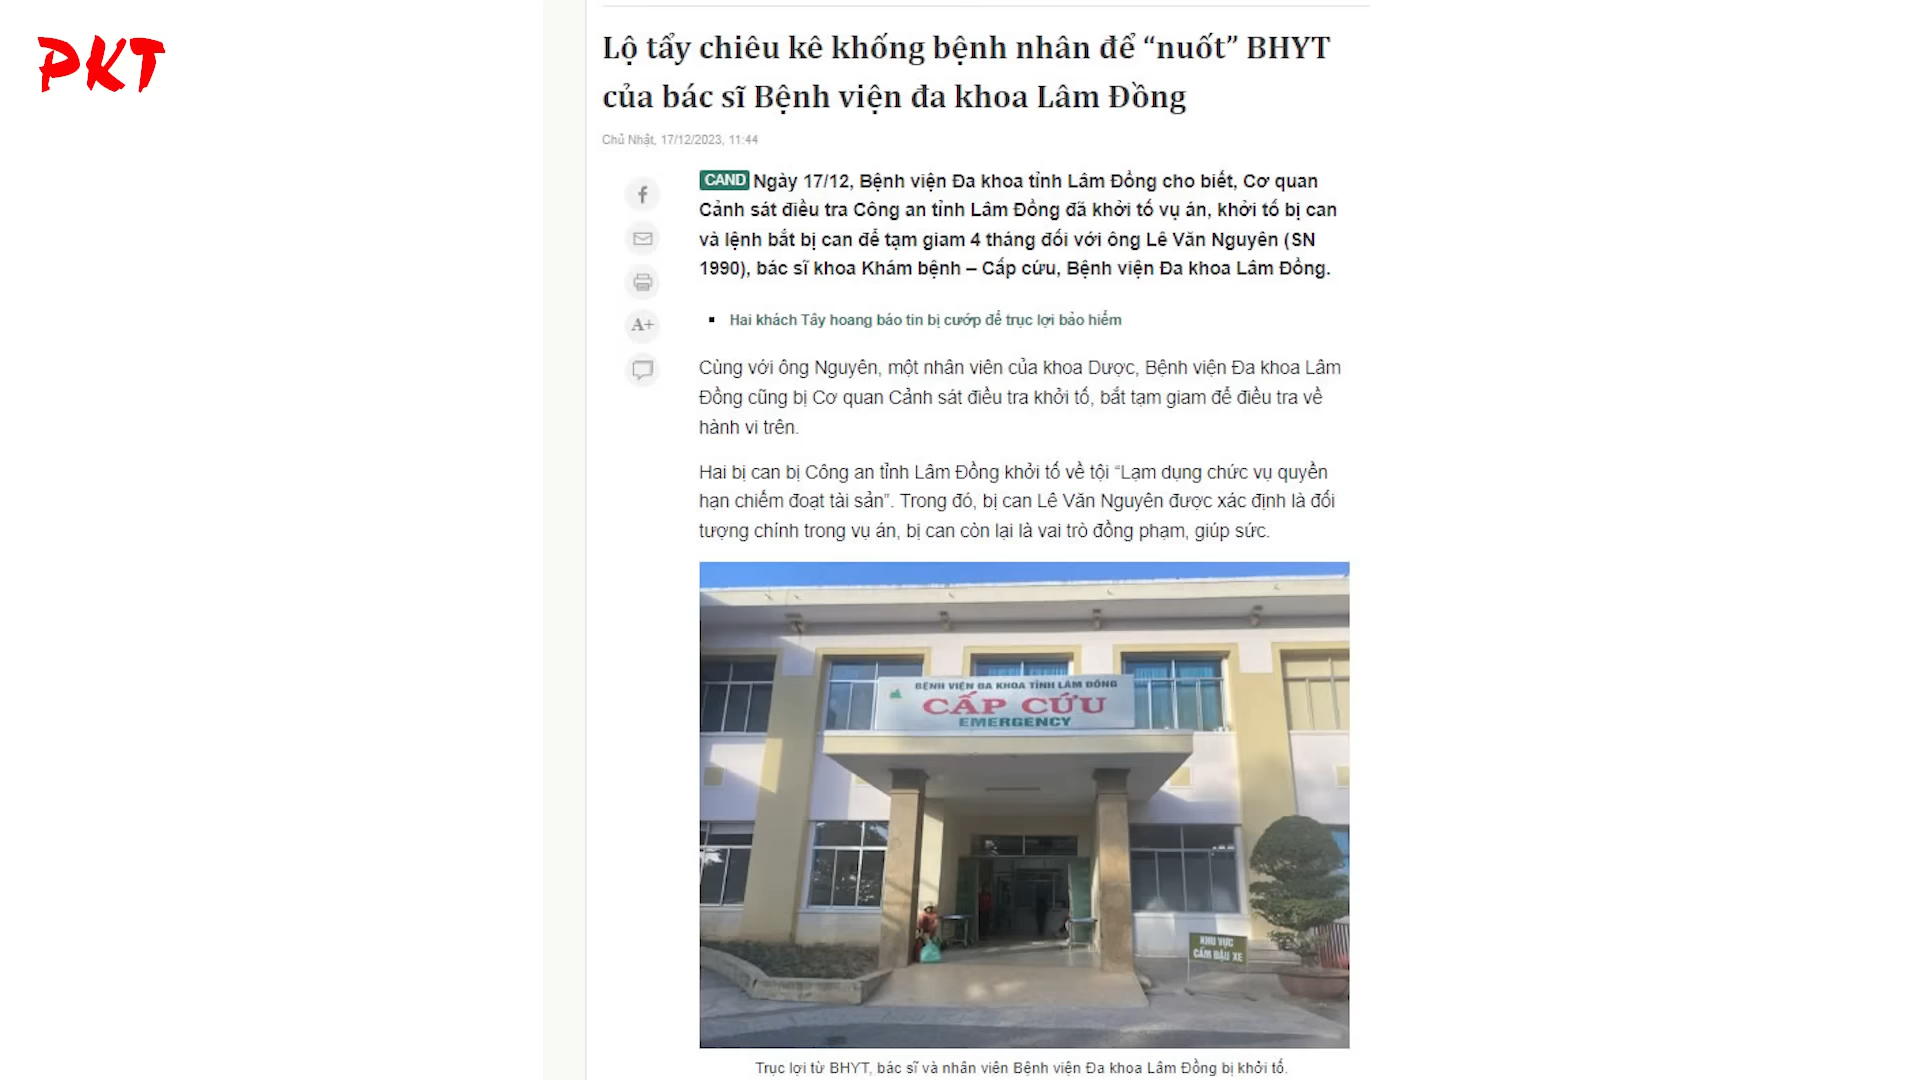 PKT
Lộ tẩy chiêu kê khống bệnh nhân để “nuốt” BHYT
của bác sĩ Bệnh viện đa khoa Lâm Đồng
Chủ Nhật, 17/12/2023, 11:44
CAND Ngày 17/12, Bệnh viện Đa khoa tỉnh Lâm Đồng cho biết, Cơ quan
Cảnh sát điều tra Công an tỉnh Lâm Đồng đã khởi tố vụ án, khởi tố bị can
và lệnh bắt bị can để tạm giam 4 tháng đối với ông Lê Văn Nguyên (SN
1990), bác sĩ khoa Khám bệnh – Cấp cứu, Bệnh viện Đa khoa Lâm Đồng.
A+
Hai khách Tây hoang báo tin bị cướp để trục lợi bảo hiểm
Cùng với ông Nguyên, một nhân viên của khoa Dược, Bệnh viện Đa khoa Lâm
Đồng cũng bị Cơ quan Cảnh sát điều tra khởi tố, bắt tạm giam để điều tra về
hành vi trên.
Hai bị can bị Công an tỉnh Lâm Đồng khởi tố về tội “Lạm dụng chức vụ quyền
hạn chiếm đoạt tài sản”. Trong đó, bị can Lê Văn Nguyên được xác định là đối
tượng chính trong vụ án, bị can còn lại là vai trò đồng phạm, giúp sức.
BỆNH VIỆN ĐA KHOA TỈNH LÂM ĐỒNG
CẤP CỨU
EMERGENCY
KHU VỰC
CẤM ĐẬU XE
Trục lợi từ BHYT, bác sĩ và nhân viên Bệnh viện Đa khoa Lâm Đồng bị khởi tố.